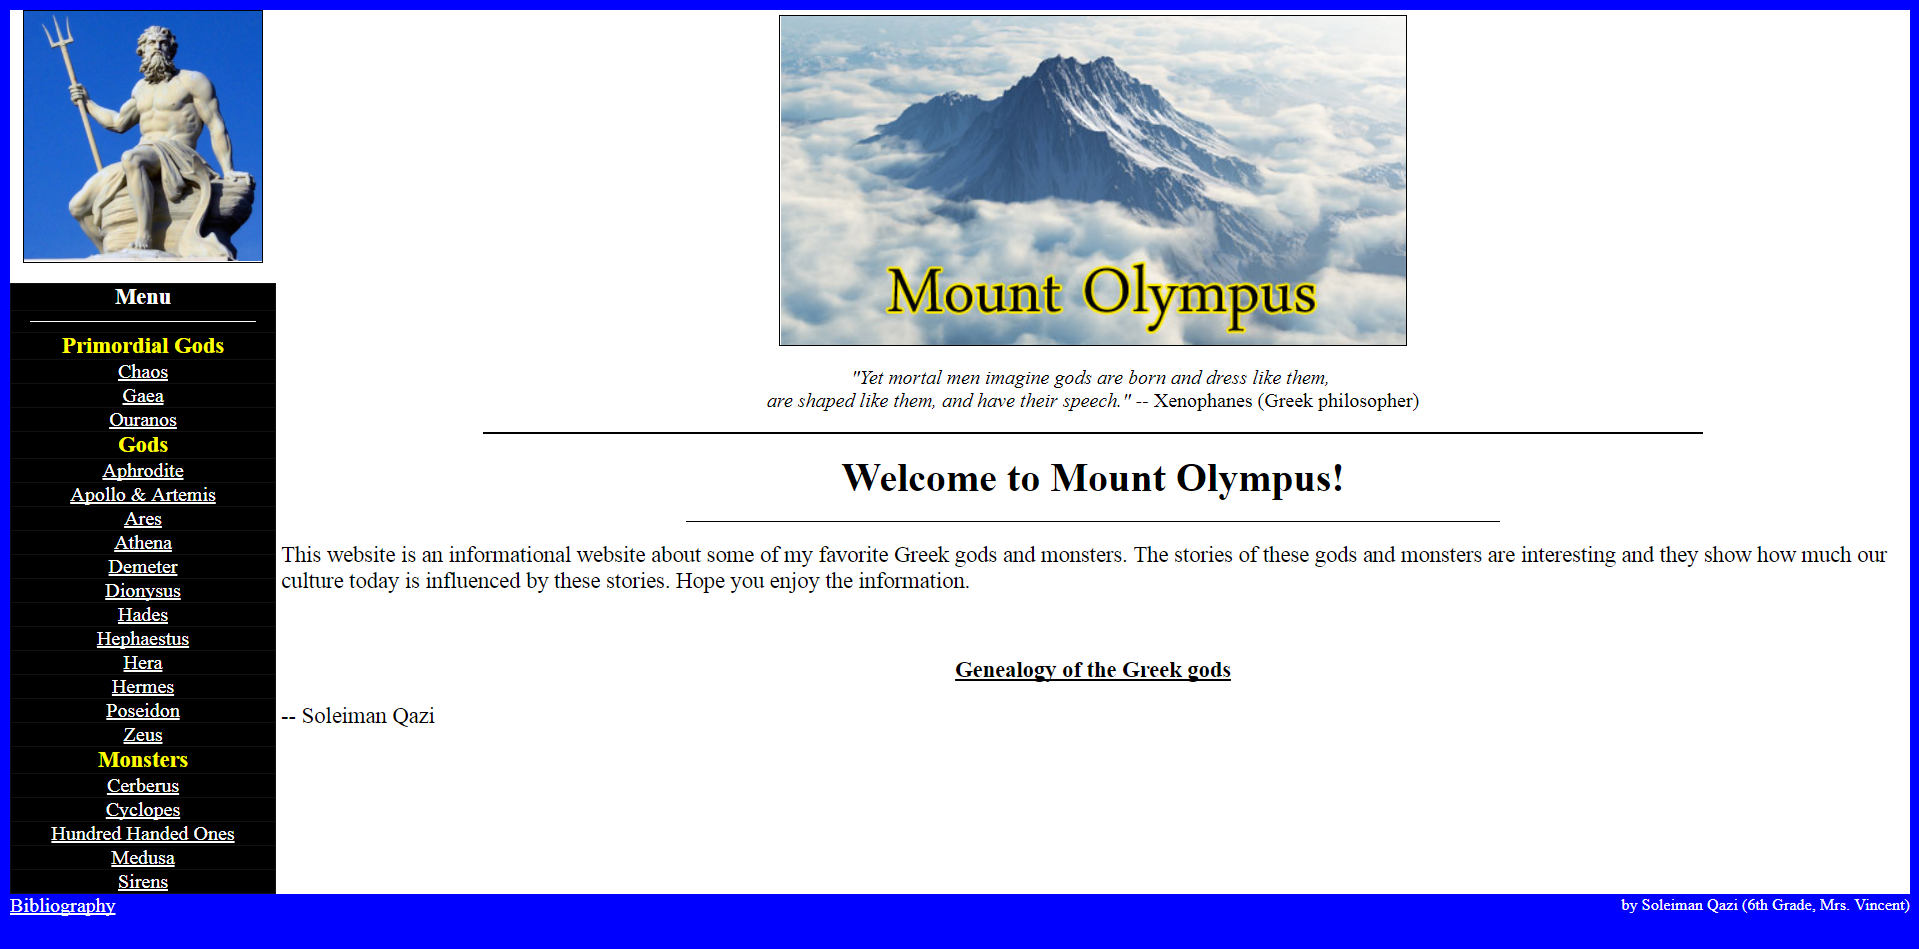 Menu
Primordial Gods
Chaos
Gaea
Ouranos
Gods
Aphrodite
Apollo & Artemis
Ares
Athena
Demeter
Dionysus
Hades
Hephaestus
Hera
Hermes
Poseidon
Zeus
Monsters
Cerberus
Cyclopes
Hundred Handed Ones
Medusa
Sirens
Mount Olympus
"Yet mortal men imagine gods are born and dress like them,
are shaped like them, and have their speech." -- Xenophanes (Greek philosopher)
Welcome to Mount Olympus!
This website is an informational website about some of my favorite Greek gods and monsters. The stories of these gods and monsters are interesting and they show how much our
culture today is influenced by these stories. Hope you enjoy the information.
Genealogy of the Greek gods
-- Soleiman Qazi
Bibliography
by Soleiman Qazi (6th Grade, Mrs. Vincent)